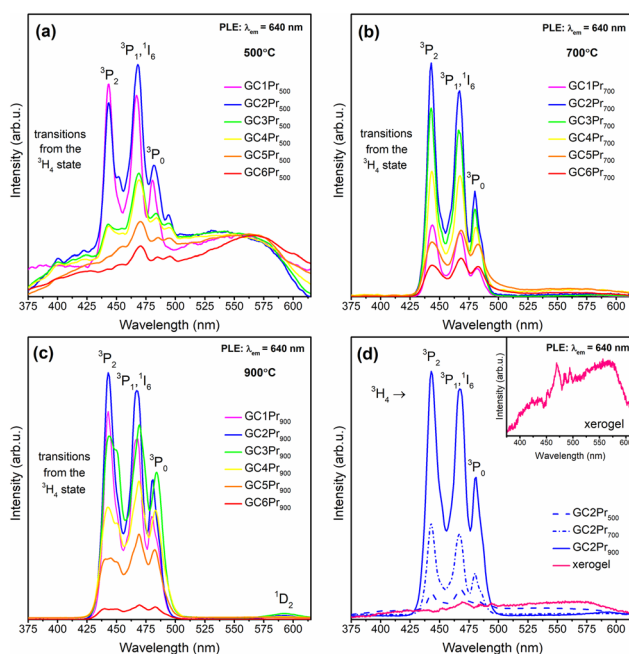 (a)
PLE: λem = 640 nm
500°C
³P₂
³P₁,¹I₆
³P₀
transitions
from the
³H₄ state
GC1Pr₅₀₀
GC2Pr₅₀₀
GC3Pr₅₀₀
GC4Pr₅₀₀
GC5Pr₅₀₀
GC6Pr₅₀₀
Intensity (arb.u.)
375 400 425 450 475 500 525 550 575 600
Wavelength (nm)
(b)
PLE: λem = 640 nm
700°C
³P₂
³P₁,¹I₆
³P₀
transitions
from the
³H₄ state
GC1Pr₇₀₀
GC2Pr₇₀₀
GC3Pr₇₀₀
GC4Pr₇₀₀
GC5Pr₇₀₀
GC6Pr₇₀₀
Intensity (arb.u.)
375 400 425 450 475 500 525 550 575 600
Wavelength (nm)
(c)
PLE: λem = 640 nm
900°C
³P₂
³P₁,¹I₆
³P₀
transitions
from the
³H₄ state
GC1Pr₉₀₀
GC2Pr₉₀₀
GC3Pr₉₀₀
GC4Pr₉₀₀
GC5Pr₉₀₀
GC6Pr₉₀₀
¹D₂
Intensity (arb.u.)
375 400 425 450 475 500 525 550 575 600
Wavelength (nm)
(d)
³P₂
³P₁,¹I₆
³H₄ →
³P₀
PLE: λem = 640 nm
Intensity (arb.u.)
xerogel
400 450 500 550 600
Wavelength (nm)
GC2Pr₅₀₀
GC2Pr₇₀₀
GC2Pr₉₀₀
xerogel
Intensity (arb.u.)
375 400 425 450 475 500 525 550 575 600
Wavelength (nm)